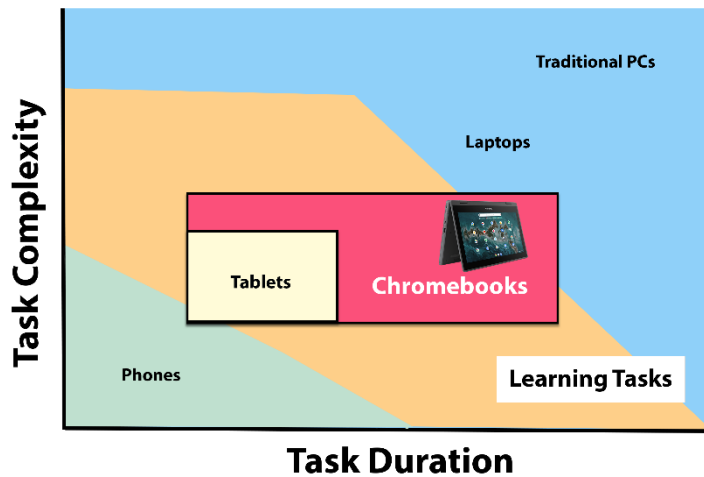 Traditional PCs
Laptops
Tablets
Chromebooks
Phones
Learning Tasks
Task Complexity
Task Duration